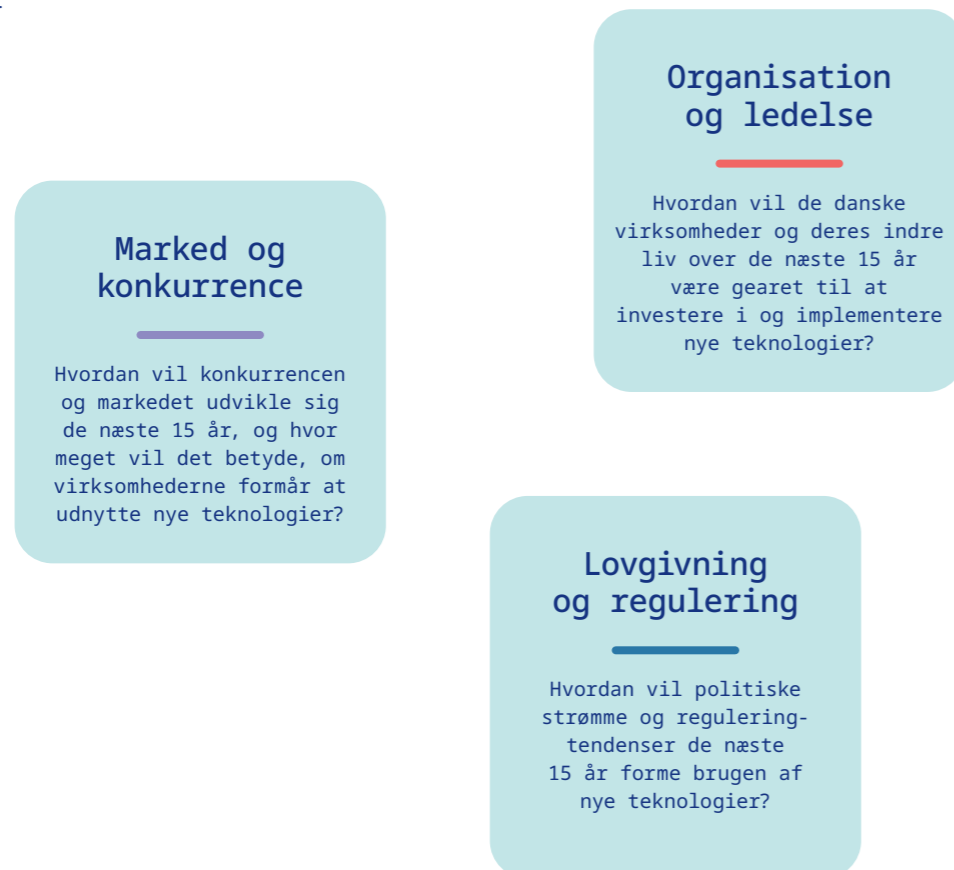 Organisation
og ledelse
Hvordan vil de danske
virksomheder og deres indre
liv over de næste 15 år
være gearet til at
investere i og implementere
nye teknologier?
Marked og
konkurrence
Hvordan vil konkurrencen
og markedet udvikle sig
de næste 15 år, og hvor
meget vil det betyde, om
virksomhederne formår at
udnytte nye teknologier?
Lovgivning
og regulering
Hvordan vil politiske
strømme og regulering-
tendenser de næste
15 år forme brugen af
nye teknologier?